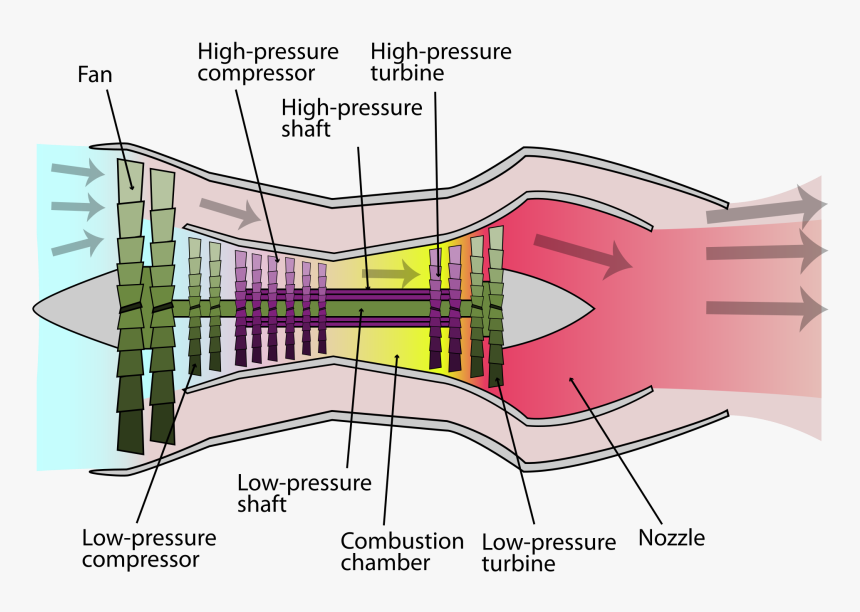 High-pressure
compressor
High-pressure
turbine
Fan
High-pressure
shaft
Low-pressure
shaft
Low-pressure
compressor
Combustion
chamber
Low-pressure
turbine
Nozzle